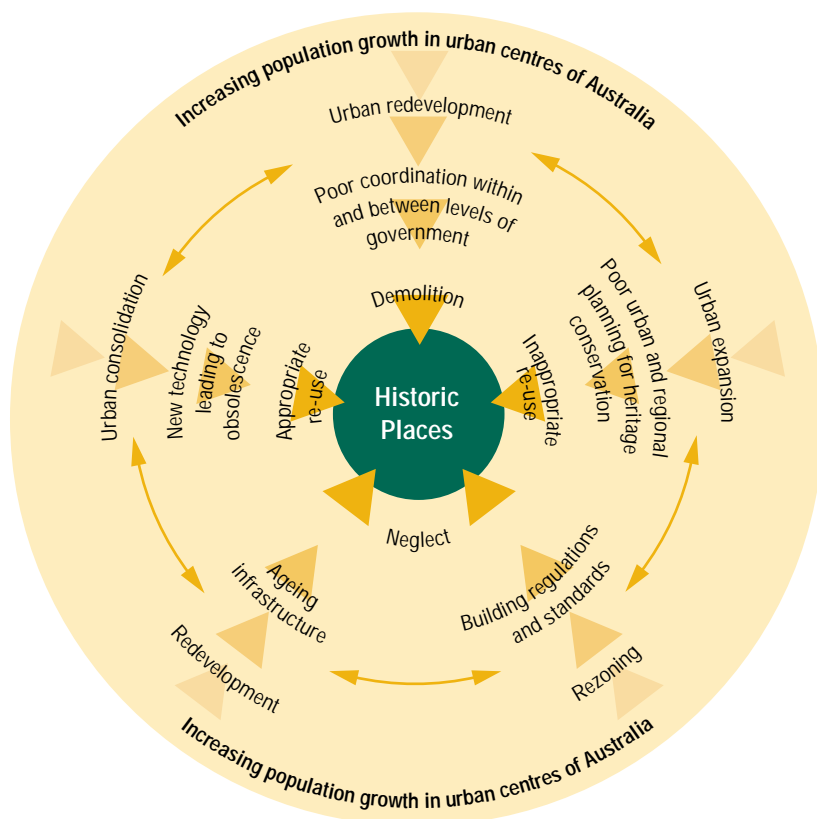 Increasing population growth in urban centres of Australia
Urban redevelopment
Poor coordination within
and between levels of
government
Demolition
Urban consolidation
New technology
leading to
obsolescence
Appropriate
re-use
Historic
Places
Inappropriate
re-use
Poor urban and regional
planning for heritage
conservation
Urban expansion
Neglect
Ageing
infrastructure
Redevelopment
Building regulations
and standards
Rezoning
Increasing population growth in urban centres of Australia